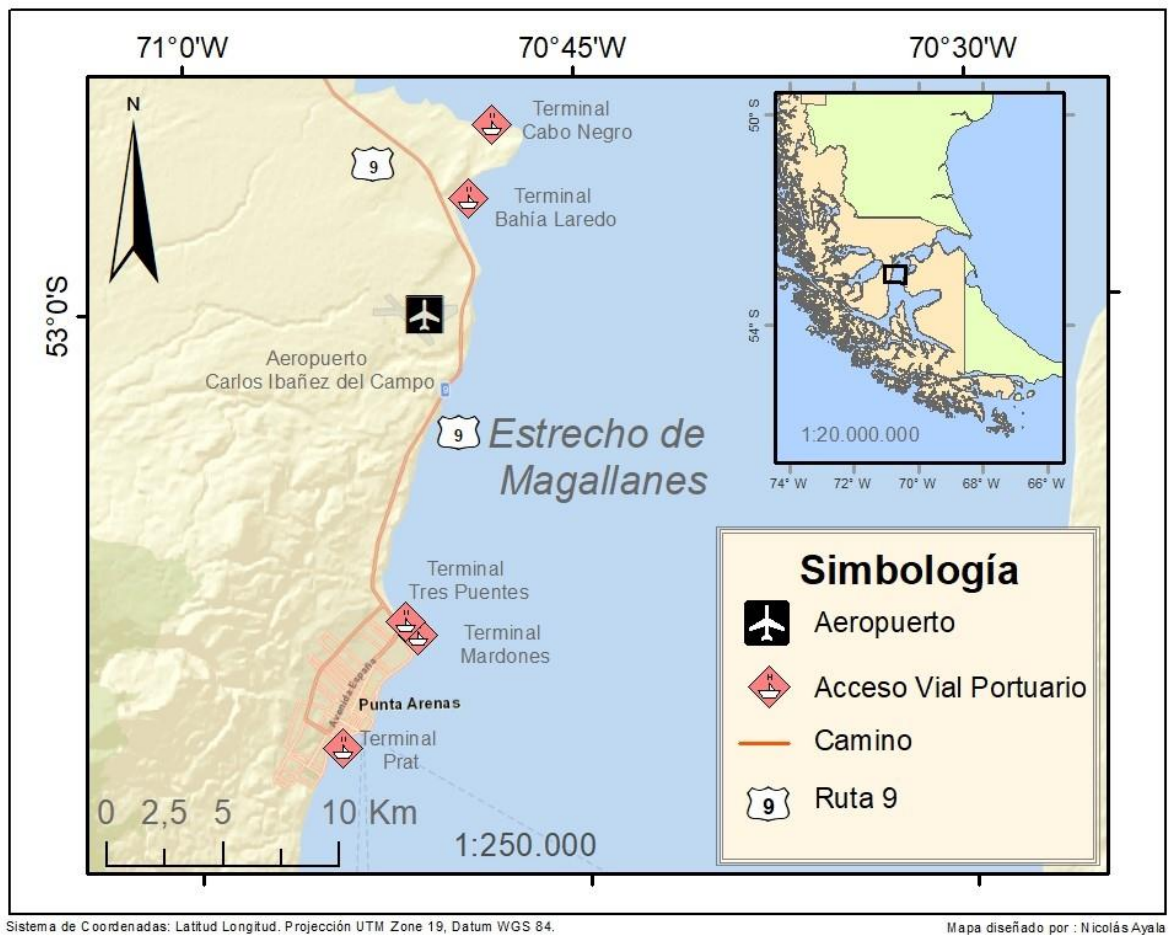 71°0'W
70°45'W
70°30'W
N
Terminal
Cabo Negro
9
Terminal
Bahía Laredo
53°0'S
Aeropuerto
Carlos Ibañez del Campo
9
9
Estrecho de
Magallanes
50° S
54° S
1:20.000.000
74° W
72° W
70° W
68° W
66° W
Terminal
Tres Puentes
Terminal
Mardones
Avenida España
Punta Arenas
Terminal
Prat
0 2,5 5 10 Km
1:250.000
Simbología
Aeropuerto
Acceso Vial Portuario
Camino
9
Ruta 9
Sistema de Coordenadas: Latitud Longitud. Projección UTM Zone 19, Datum WGS 84.
Mapa diseñado por : Nicolás Ayala